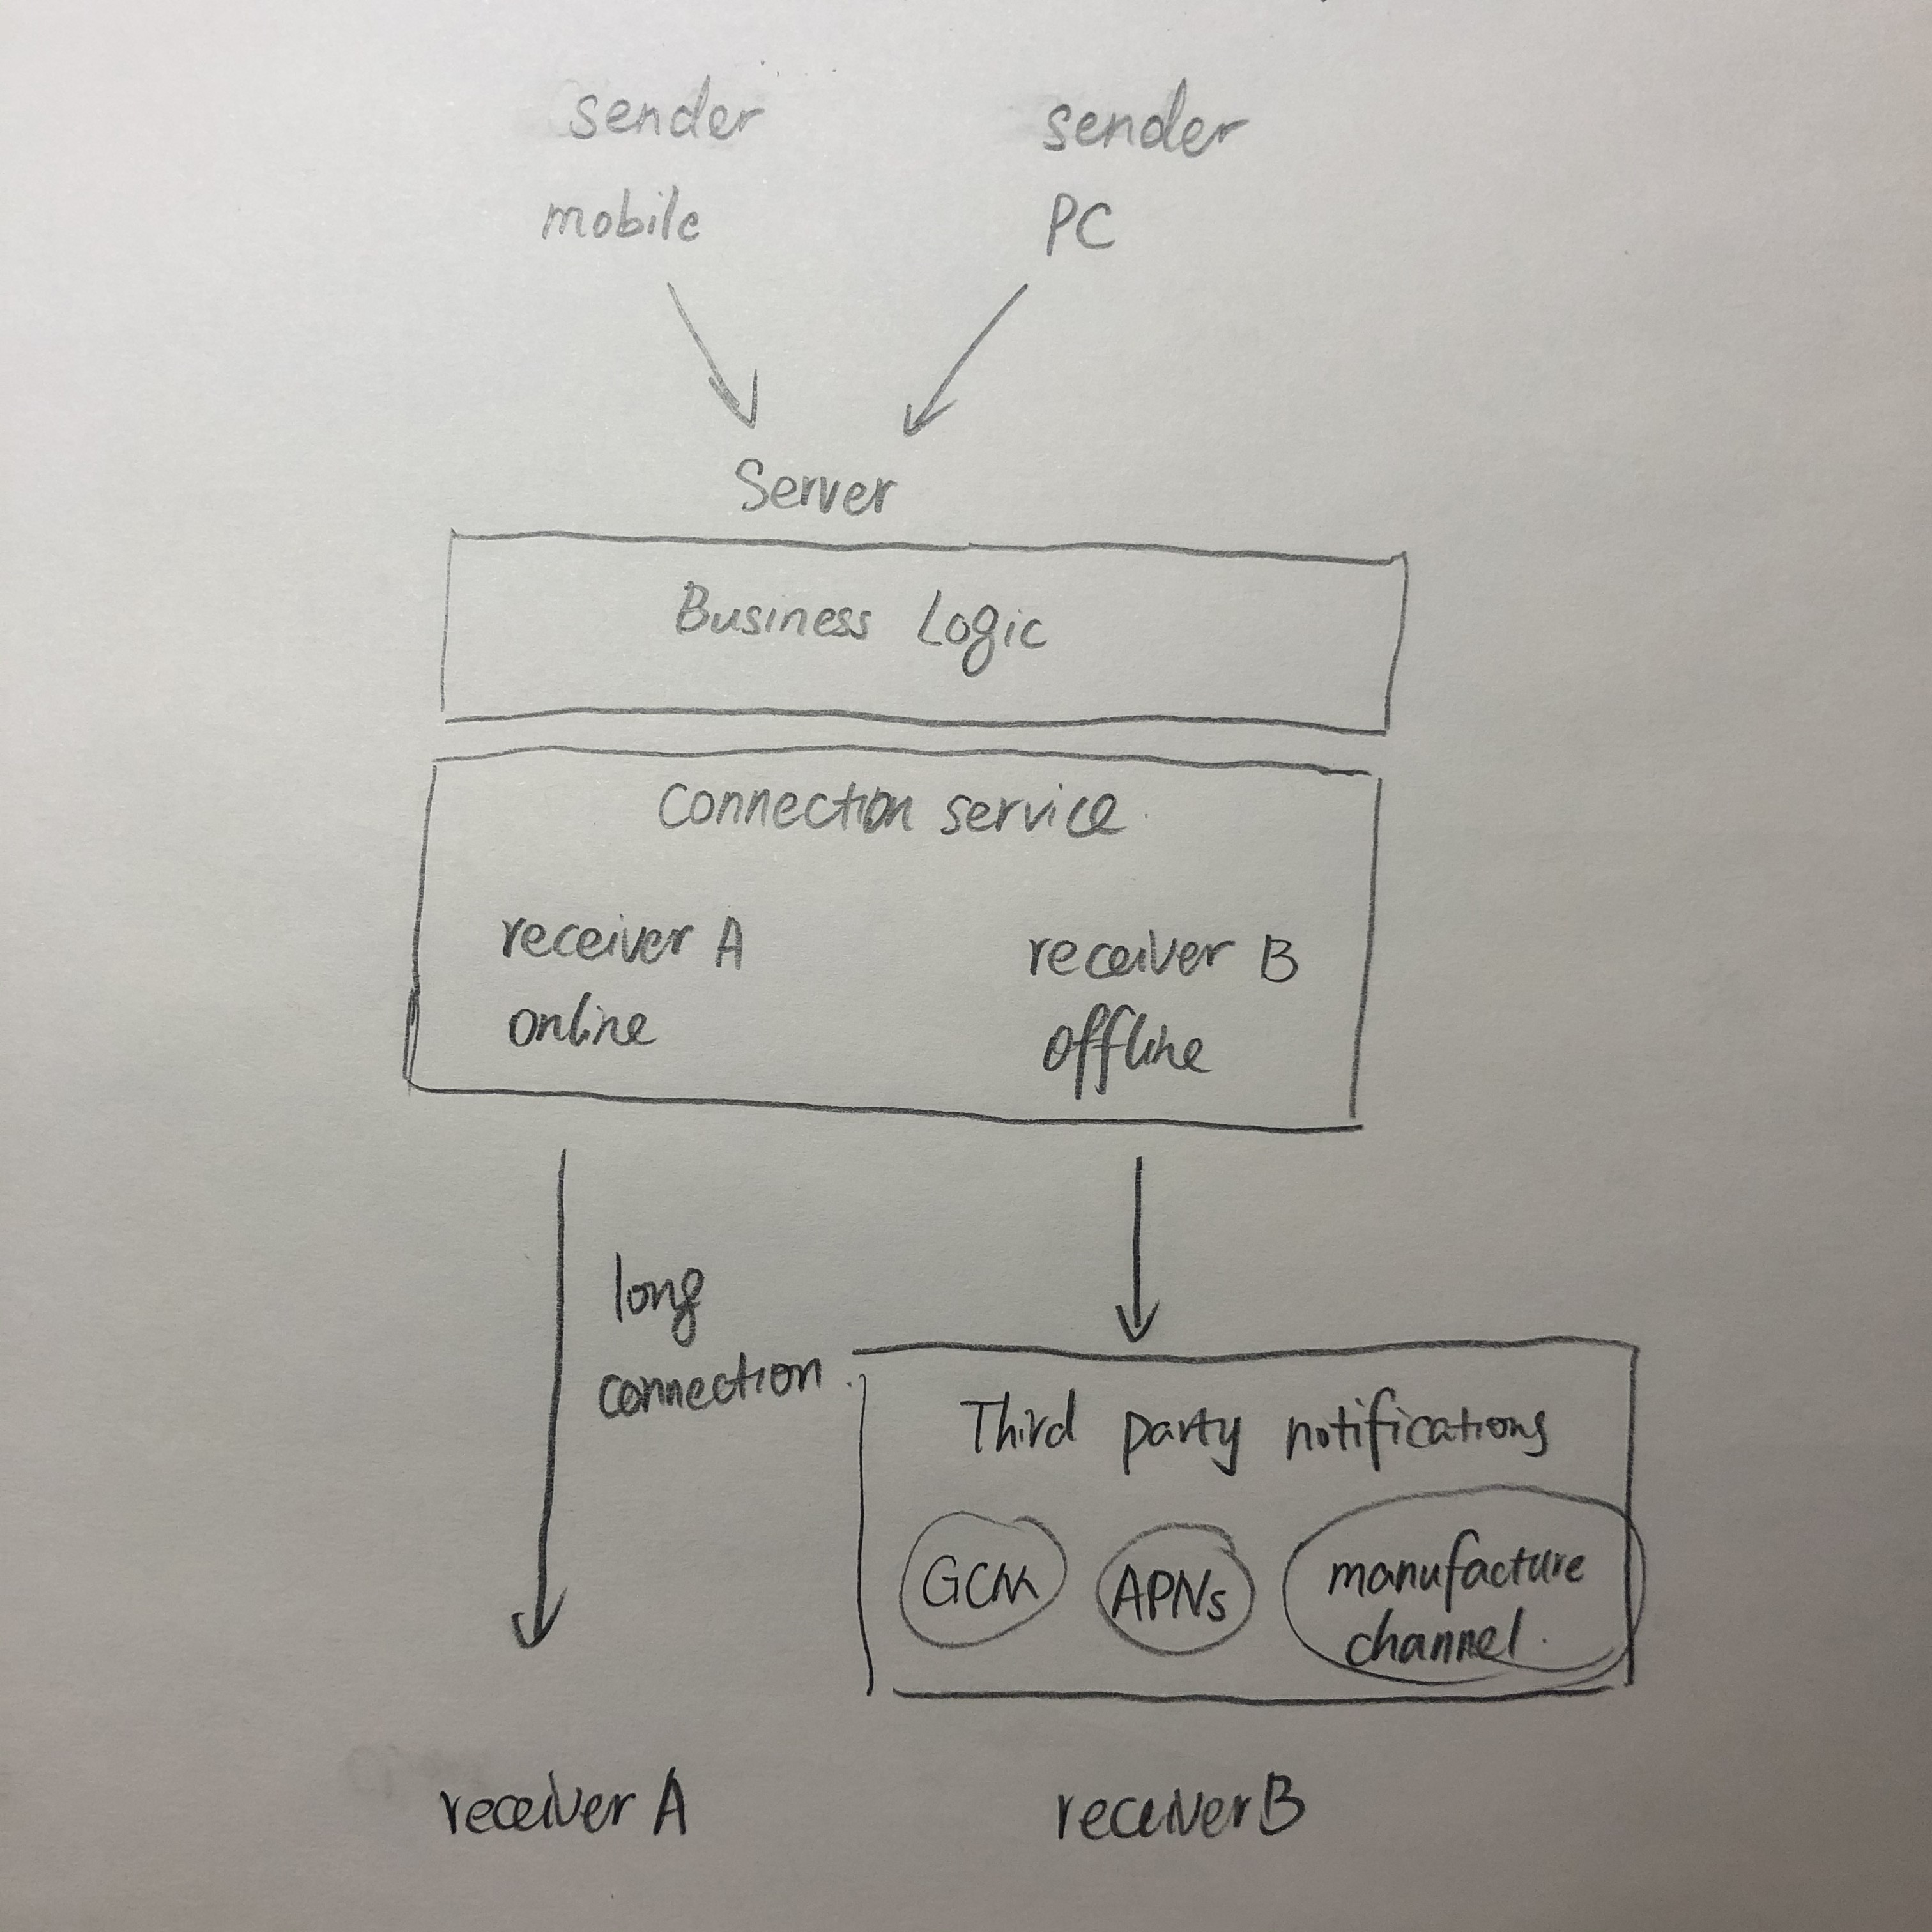 sender sender
mobile PC
Server
Business Logic
Connection service
receiver A receiver B
online offline
long
connection
Third party notifications
GCM APNs manufacture
channel.
receiver A receiver B